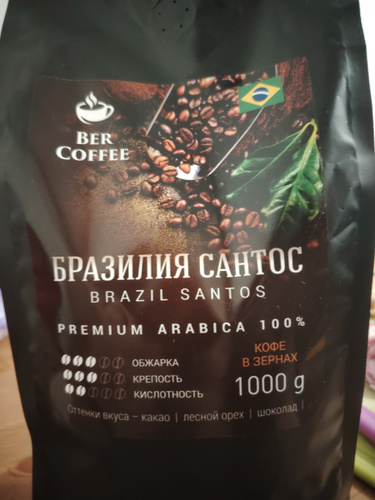 BER
COFFEE
БРАЗИЛИЯ САНТОС
BRAZIL SANTOS
PREMIUM ARABICA 100%
ОБЖАРКА
КРЕПОСТЬ
КИСЛОТНОСТЬ
КОФЕ
В ЗЕРНАХ
1000 g
Оттенки вкуса – какао | лесной орех | шоколад |